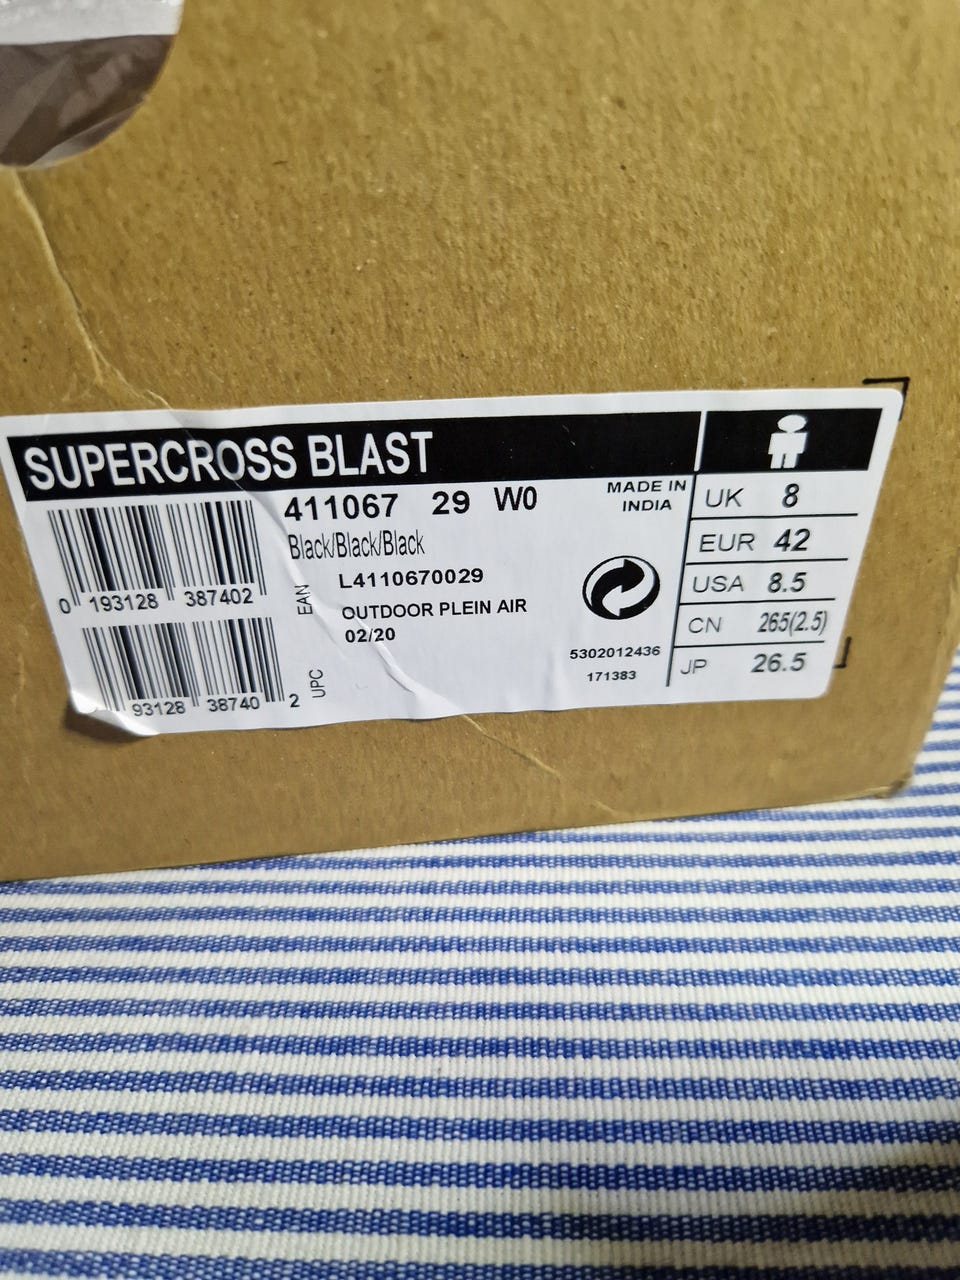 SUPERCROSS BLAST
411067 29 W0
MADE IN
INDIA
Black/Black/Black
L4110670029
OUTDOOR PLEIN AIR
02/20
0 193128 387402
EAN
93128 38740 2
UPC
5302012436
171383
UK 8
EUR 42
USA 8.5
CN 265(2.5)
JP 26.5